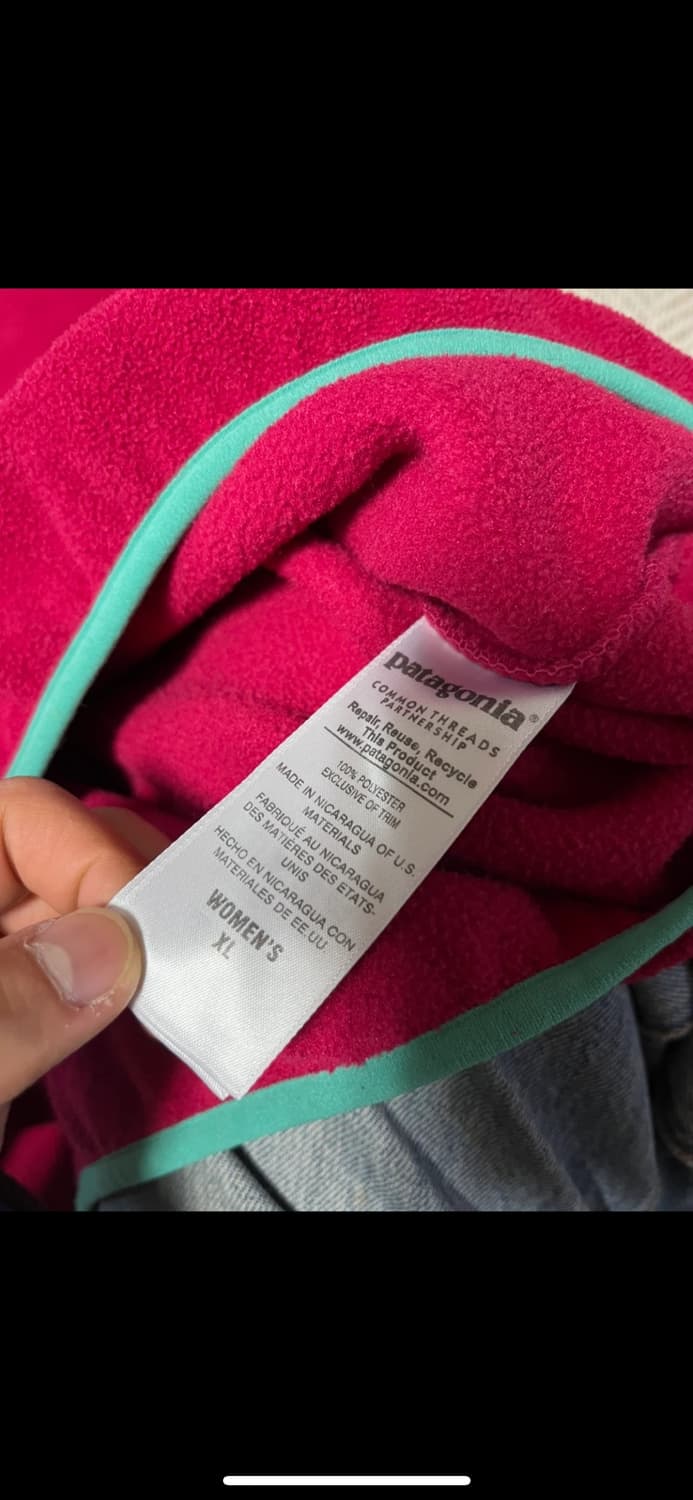 patagonia®
COMMON THREADS
PARTNERSHIP
Repair, Reuse, Recycle
This Product
www.patagonia.com
100% POLYESTER
EXCLUSIVE OF TRIM
MADE IN NICARAGUA OF U.S.
MATERIALS
FABRIQUÉ AU NICARAGUA
DES MATIÈRES DES ETATS-
UNIS
HECHO EN NICARAGUA CON
MATERIALES DE EE.UU.
WOMEN'S
XL